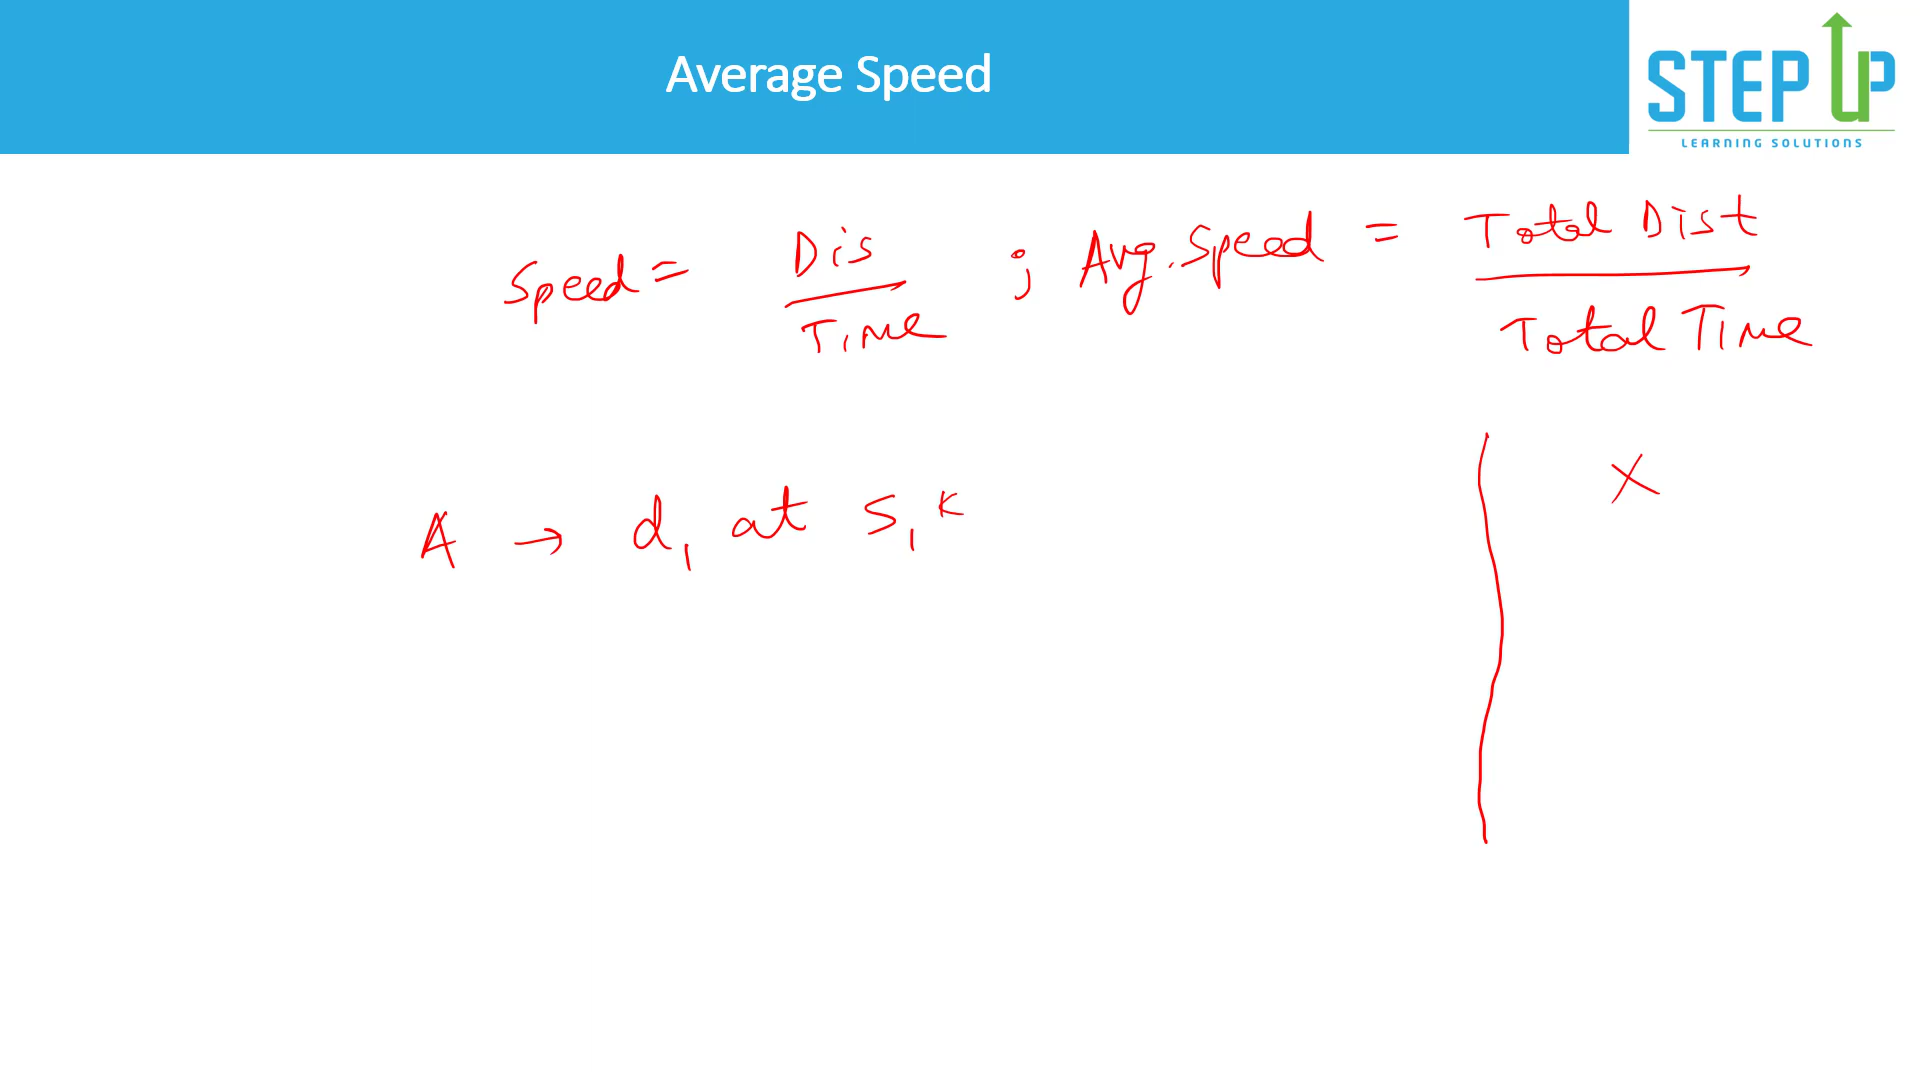 Average Speed
STEP UP
LEARNING SOLUTIONS
Speed = Dis / Time ; Avg. Speed = Total Dist / Total Time
A → d₁ at s₁ k
X